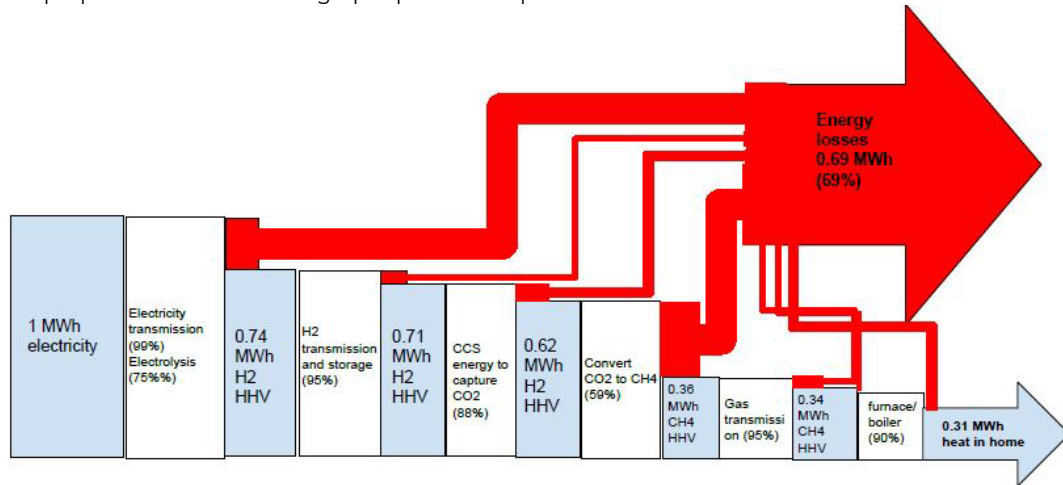 Energy
losses
0.69 MWh
(69%)
1 MWh
electricity
Electricity
transmission
(99%)
Electrolysis
(75%%)
0.74
MWh
H2
HHV
H2
transmission
and storage
(95%)
0.71
MWh
H2
HHV
CCS
energy to
capture
CO2
(88%)
0.62
MWh
H2
HHV
Convert
CO2 to CH4
(59%)
0.36
MWh
CH4
HHV
Gas
transmissi
on (95%)
0.34
MWh
CH4
HHV
furnace/
boiler
(90%)
0.31 MWh
heat in home